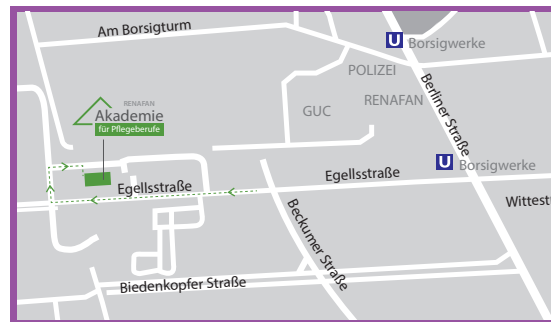 Am Borsigturm
U Borsigwerke
POLIZEI
Berliner Straße
RENAFAN
Akademie
für Pflegeberufe
GUC
RENAFAN
U Borsigwerke
Egellsstraße
Egellsstraße
Wittestr
Beckumer Straße
Biedenkopfer Straße